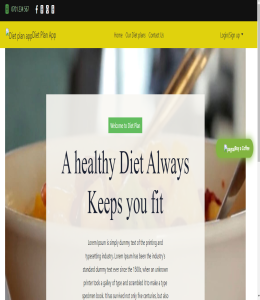 Diet plan app Diet Plan App
Home Our Diet plans Contact Us
Login/Sign up
Welcome to Diet Plan
A healthy Diet Always
Keeps you fit
Lorem Ipsum is simply dummy text of the printing and
typesetting industry. Lorem Ipsum has been the industry's
standard dummy text ever since the 1500s, when an unknown
printer took a galley of type and scrambled it to make a type
specimen book. It has survived not only five centuries, but also